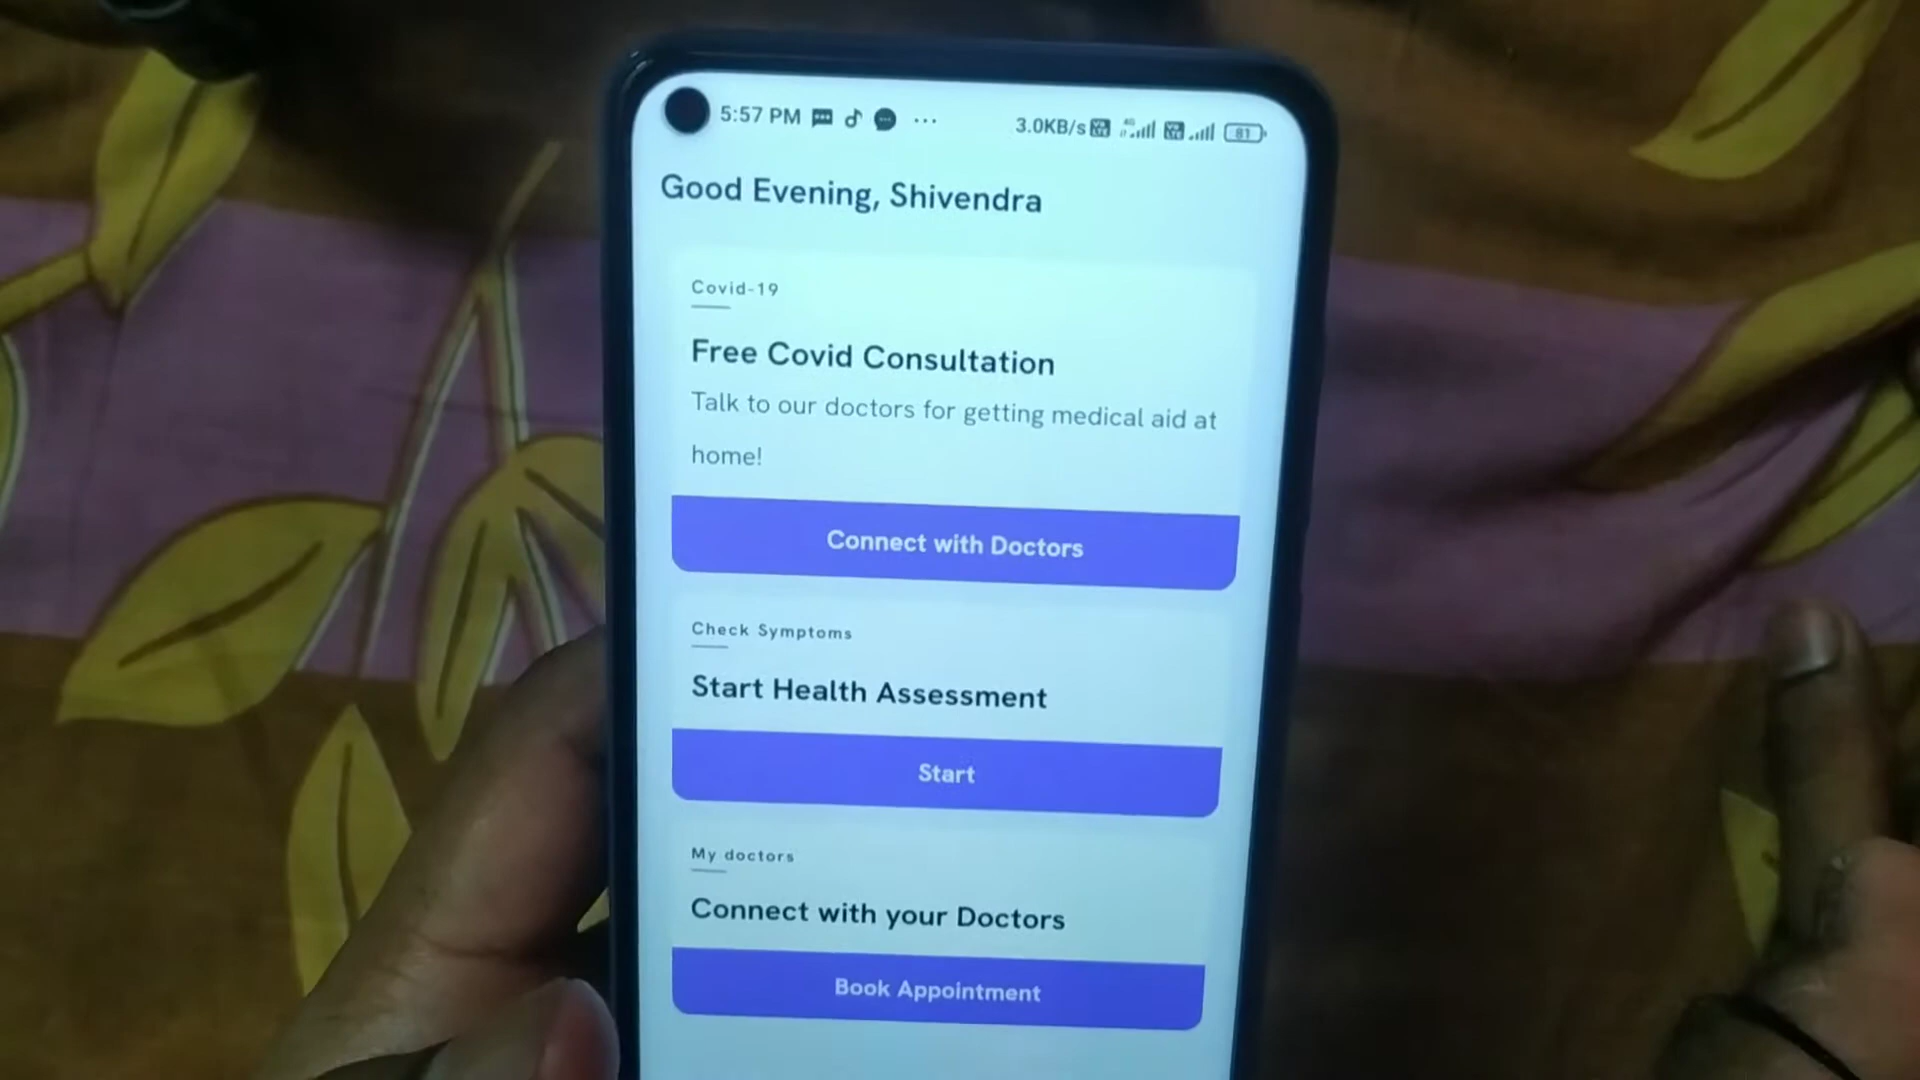 5:57 PM
3.0KB/s 4G 81
Good Evening, Shivendra
Covid-19
Free Covid Consultation
Talk to our doctors for getting medical aid at
home!
Connect with Doctors
Check Symptoms
Start Health Assessment
Start
My doctors
Connect with your Doctors
Book Appointment